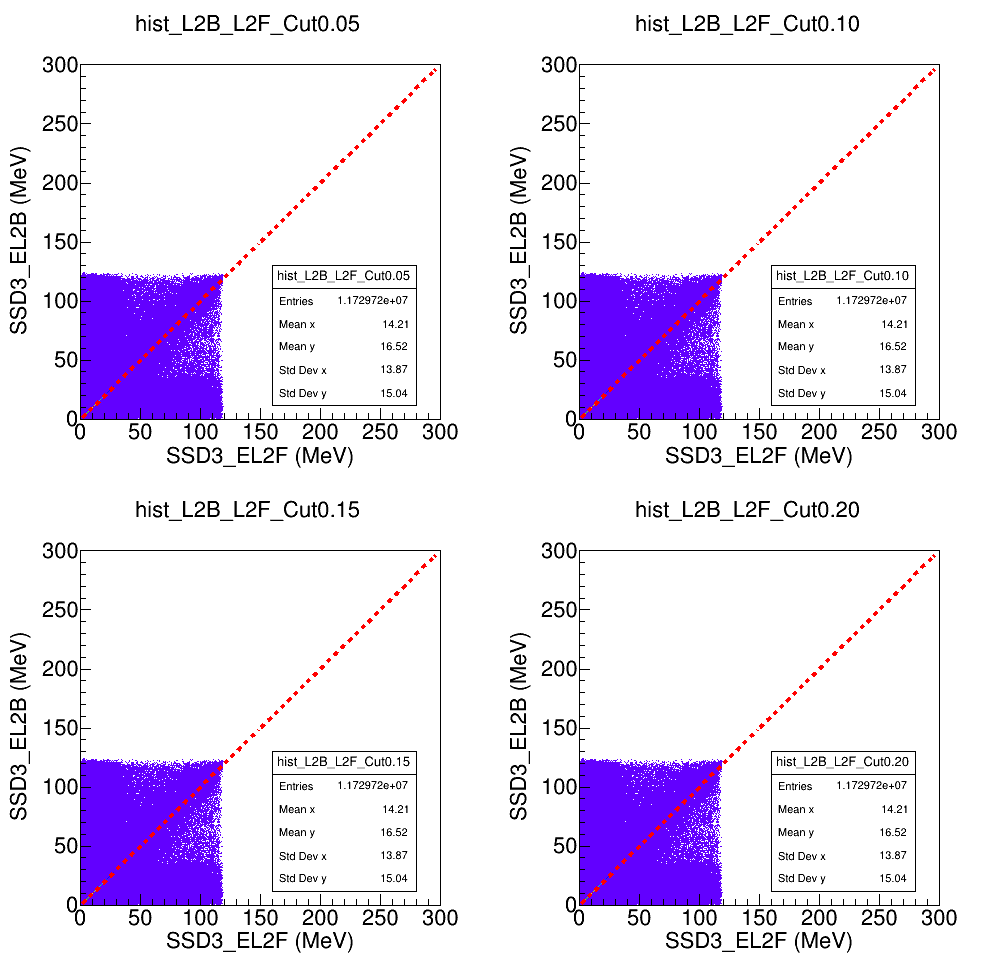 hist_L2B_L2F_Cut0.05
300
250
200
150
100
50
0
SSD3_EL2B (MeV)
hist_L2B_L2F_Cut0.05
Entries 1.172972e+07
Mean x 14.21
Mean y 16.52
Std Dev x 13.87
Std Dev y 15.04
0 50 100 150 200 250 300
SSD3_EL2F (MeV)
hist_L2B_L2F_Cut0.10
300
250
200
150
100
50
0
SSD3_EL2B (MeV)
hist_L2B_L2F_Cut0.10
Entries 1.172972e+07
Mean x 14.21
Mean y 16.52
Std Dev x 13.87
Std Dev y 15.04
0 50 100 150 200 250 300
SSD3_EL2F (MeV)
hist_L2B_L2F_Cut0.15
300
250
200
150
100
50
0
SSD3_EL2B (MeV)
hist_L2B_L2F_Cut0.15
Entries 1.172972e+07
Mean x 14.21
Mean y 16.52
Std Dev x 13.87
Std Dev y 15.04
0 50 100 150 200 250 300
SSD3_EL2F (MeV)
hist_L2B_L2F_Cut0.20
300
250
200
150
100
50
0
SSD3_EL2B (MeV)
hist_L2B_L2F_Cut0.20
Entries 1.172972e+07
Mean x 14.21
Mean y 16.52
Std Dev x 13.87
Std Dev y 15.04
0 50 100 150 200 250 300
SSD3_EL2F (MeV)